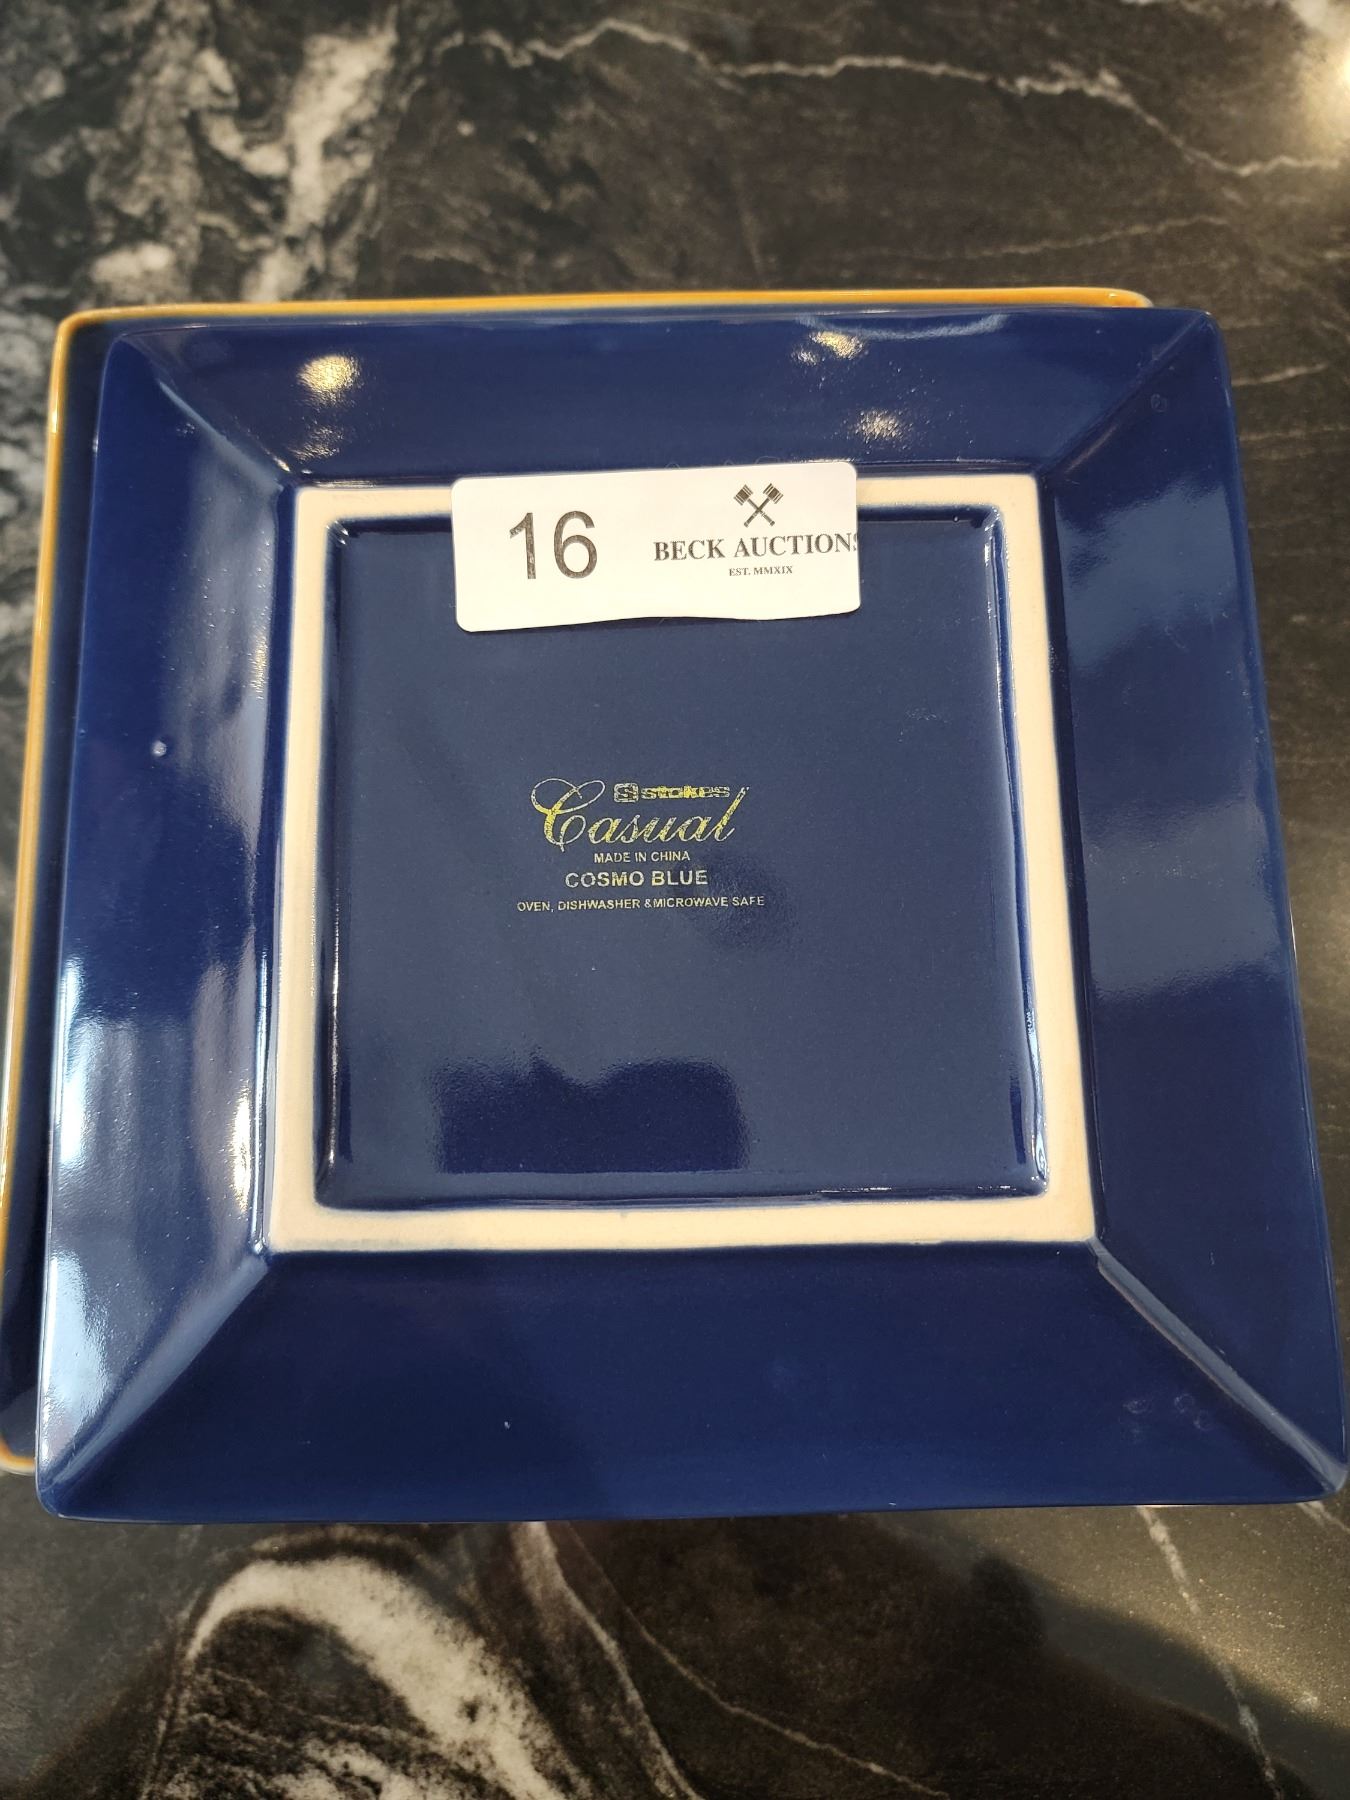 16
BECK AUCTIONS
EST. MMXIX
S stokes
Casual
MADE IN CHINA
COSMO BLUE
OVEN, DISHWASHER & MICROWAVE SAFE